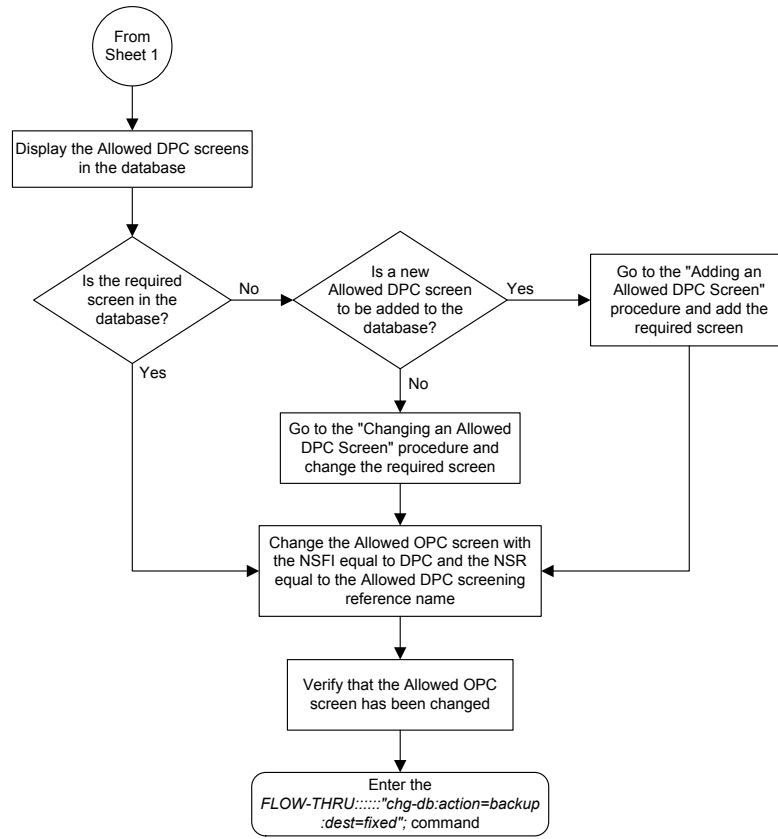 From
Sheet 1
Display the Allowed DPC screens
in the database
Is the required
screen in the
database?
No
Is a new
Allowed DPC screen
to be added to the
database?
Yes
Go to the "Adding an
Allowed DPC Screen"
procedure and add the
required screen
Yes
No
Go to the "Changing an Allowed
DPC Screen" procedure and
change the required screen
Change the Allowed OPC screen with
the NSFI equal to DPC and the NSR
equal to the Allowed DPC screening
reference name
Verify that the Allowed OPC
screen has been changed
Enter the
FLOW-THRU::::::"chg-db:action=backup
:dest=fixed"; command